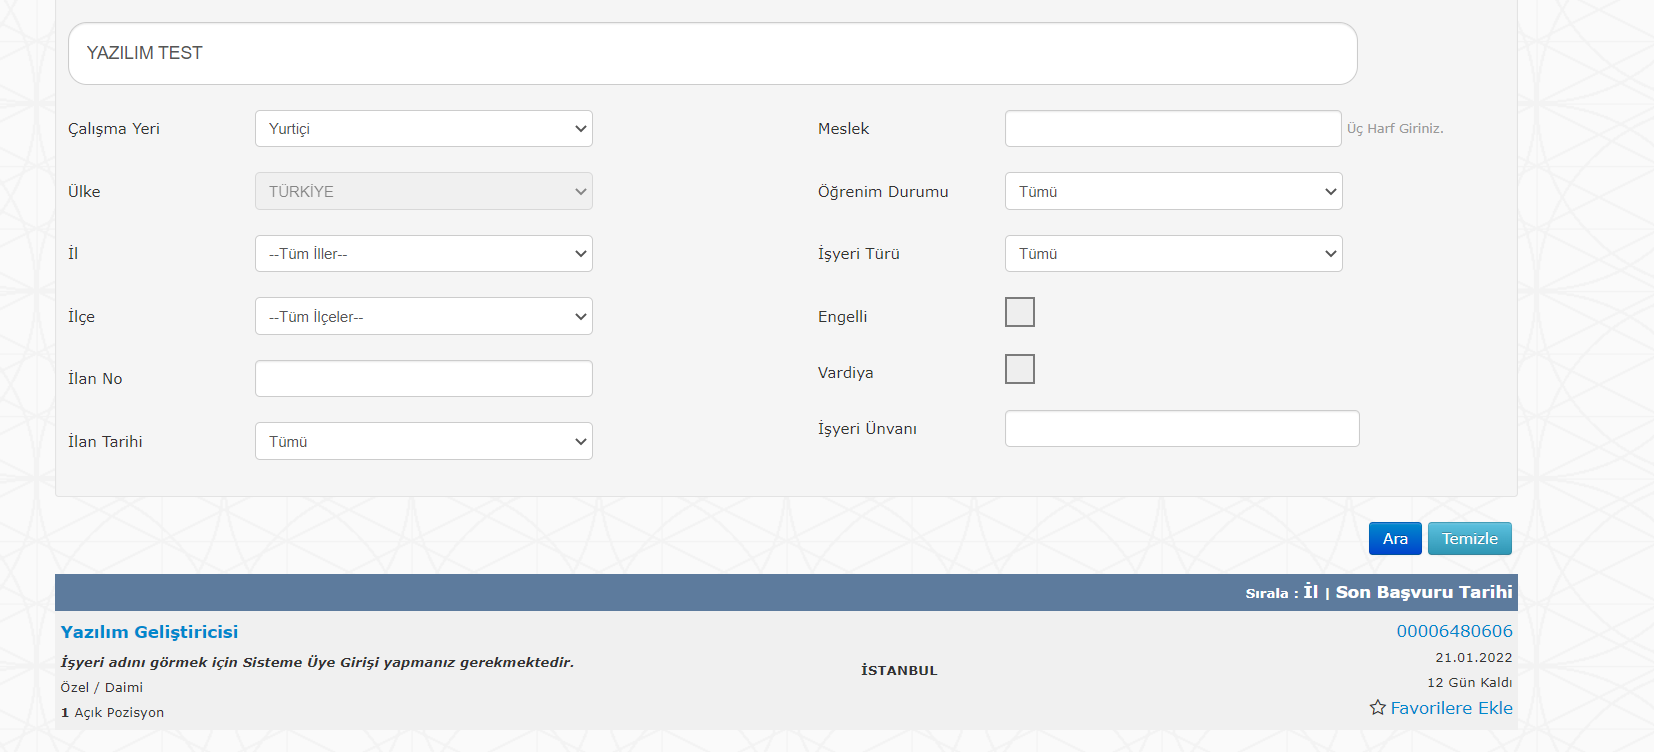 YAZILIM TEST
Çalışma Yeri
Yurtiçi
Ülke
TÜRKİYE
İl
--Tüm İller--
İlçe
--Tüm İlçeler--
İlan No
İlan Tarihi
Tümü
Meslek
Üç Harf Giriniz.
Öğrenim Durumu
Tümü
İşyeri Türü
Tümü
Engelli
Vardiya
İşyeri Ünvanı
Ara
Temizle
Sırala : İl | Son Başvuru Tarihi
Yazılım Geliştiricisi
İşyeri adını görmek için Sisteme Üye Girişi yapmanız gerekmektedir.
Özel / Daimi
1 Açık Pozisyon
İSTANBUL
00006480606
21.01.2022
12 Gün Kaldı
Favorilere Ekle